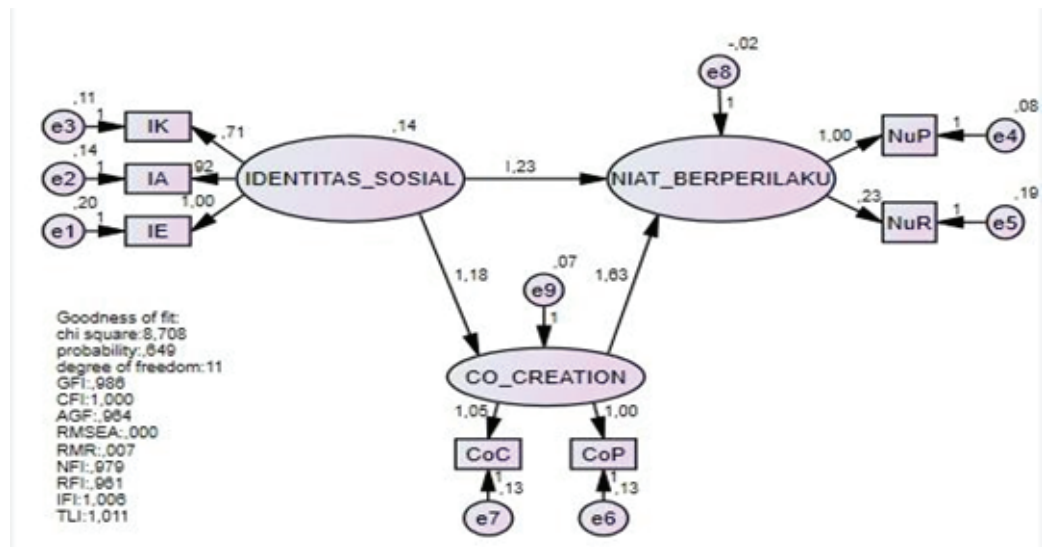 -,02
e8
1
,11
e3
1
IK
,71
,14
,08
1,00
NuP
1
e4
,14
e2
1
IA
,92
IDENTITAS_SOSIAL
1,23
NIAT_BERPERILAKU
,20
e1
1
IE
1,00
,23
NuR
1
,19
e5
1,18
,07
e9
1
1,63
Goodness of fit:
chi square:8,708
probability:,649
degree of freedom:11
GFI:,986
CFI:1,000
AGF:,964
RMSEA:,000
RMR:,007
NFI:,979
RFI:,961
IFI:1,006
TLI:1,011
CO_CREATION
1,05
1,00
CoC
CoP
1
,13
1
,13
e7
e6